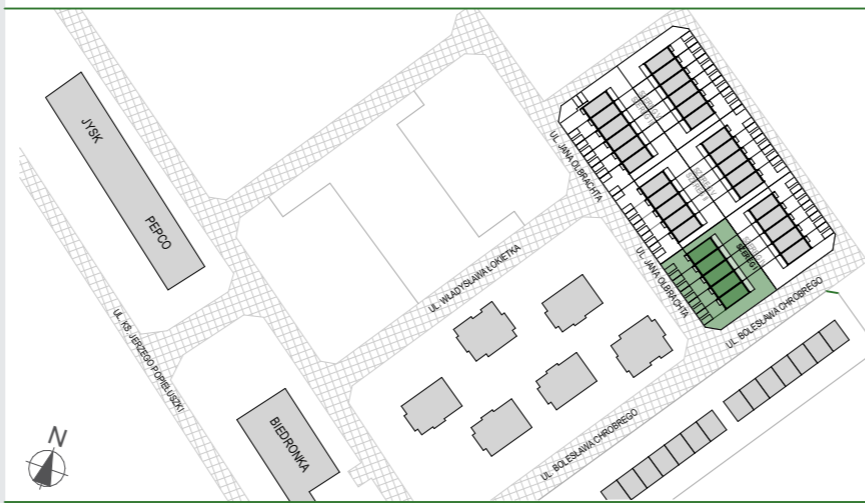 JYSK
PEPCO
UL. JANA OLBRACHTA
UL. WŁADYSŁAWA ŁOKIETKA
UL. JANA OLBRACHTA
SZEREG I
UL. KS. JERZEGO POPIEŁUSZKI
UL. BOLESŁAWA CHROBREGO
UL. BOLESŁAWA CHROBREGO
BIEDRONKA
N